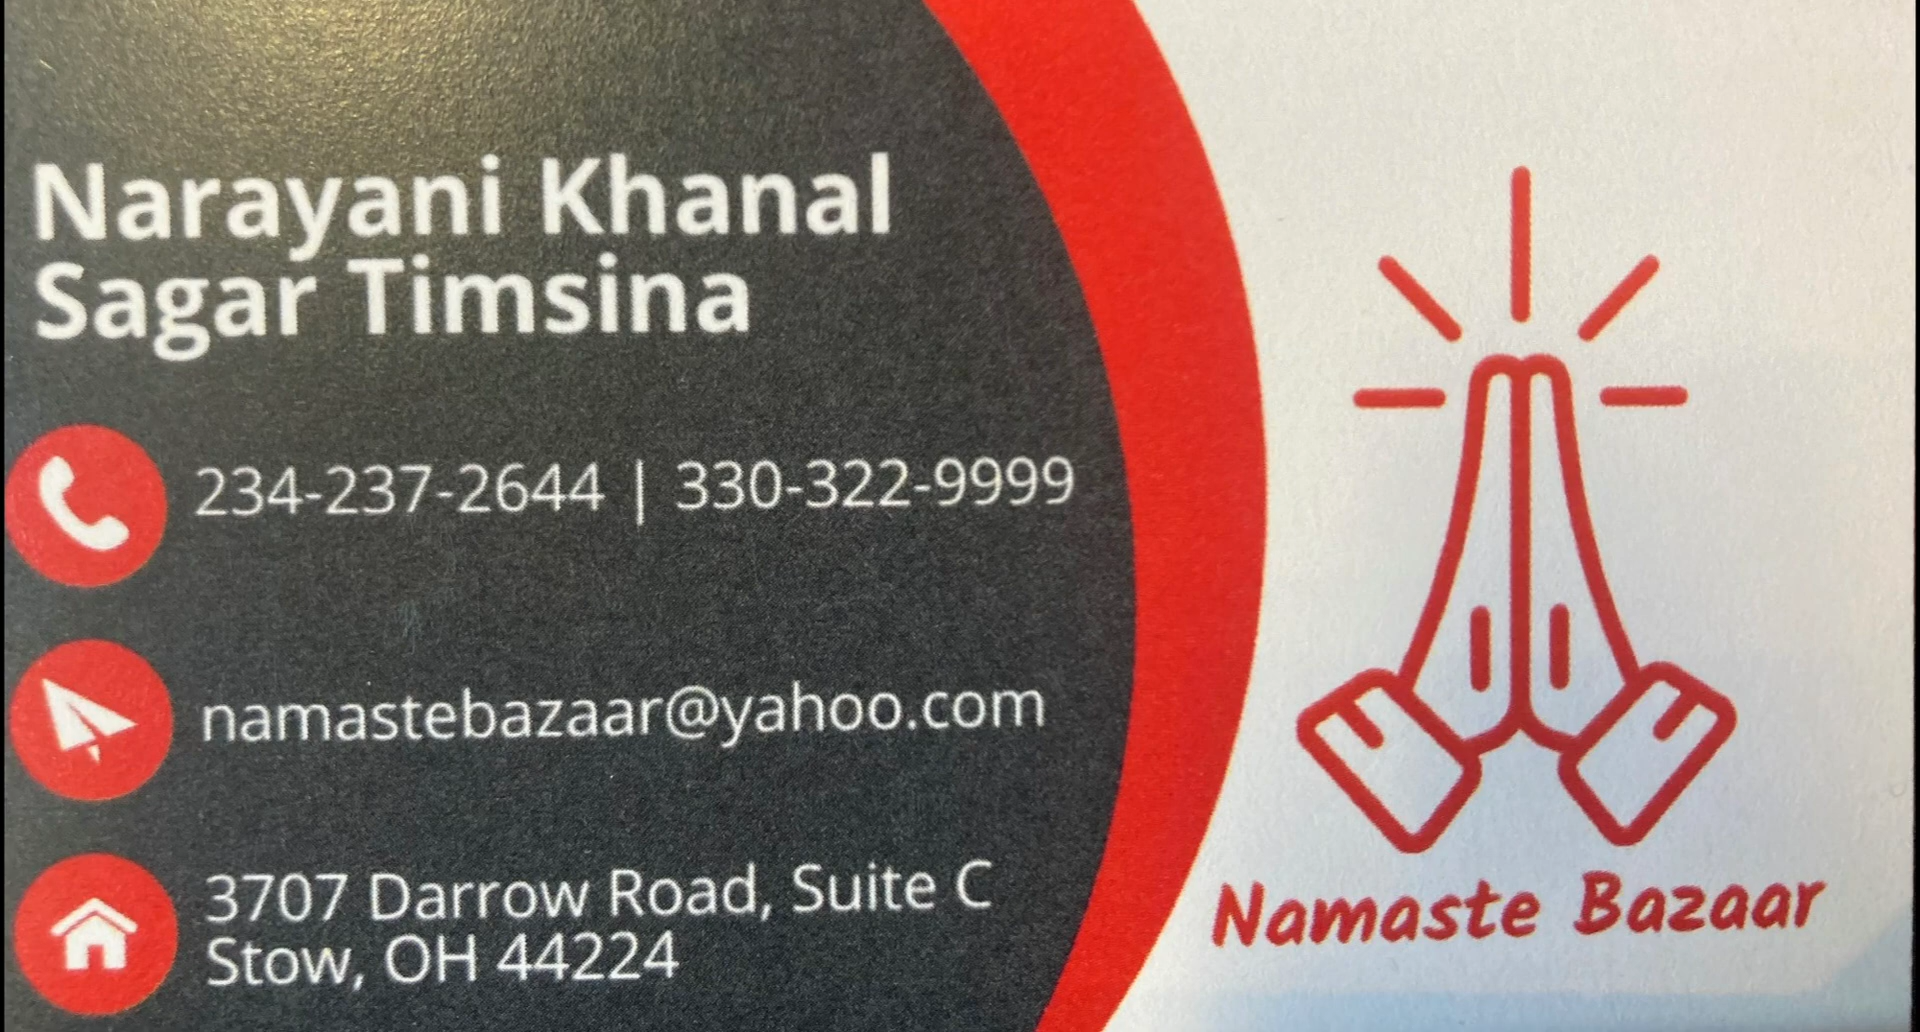 Narayani Khanal
Sagar Timsina
234-237-2644 | 330-322-9999
namastebazaar@yahoo.com
3707 Darrow Road, Suite C
Stow, OH 44224
Namaste Bazaar